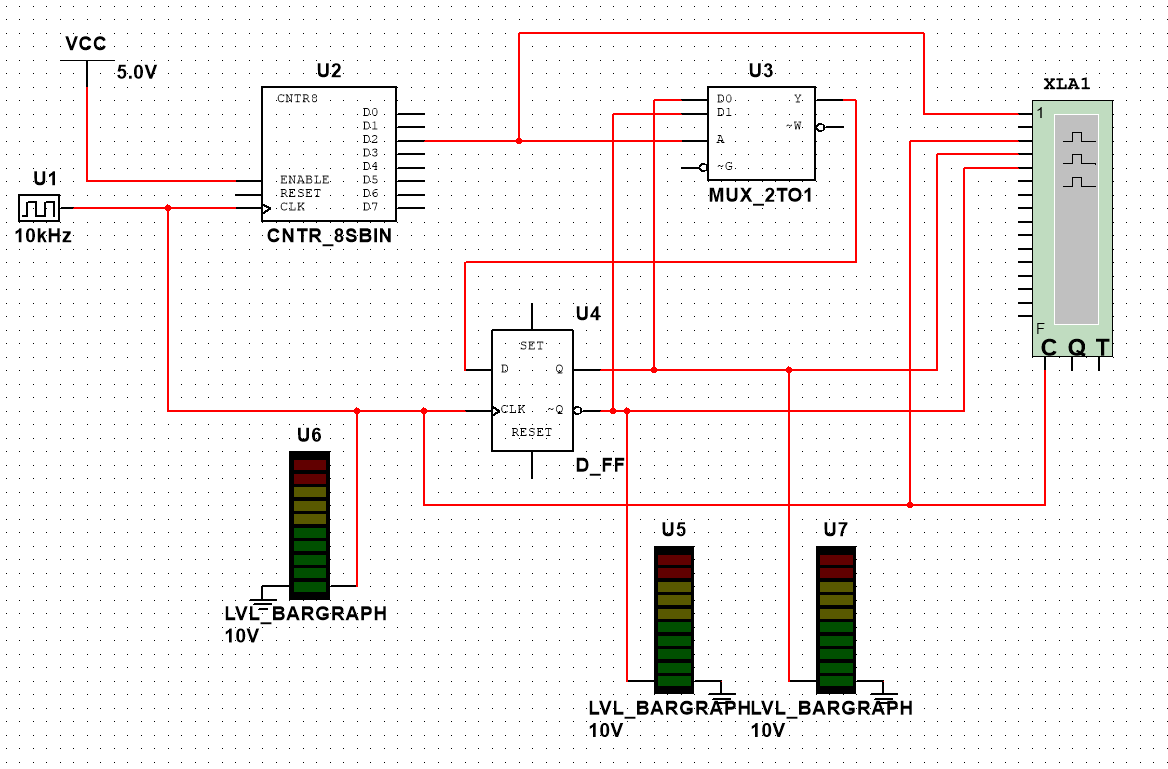 VCC
5.0V
U1
10kHz
U2
CNTR8
D0
D1
D2
D3
D4
ENABLE D5
RESET D6
CLK D7
CNTR_8SBIN
U3
D0 Y
D1
~W
A
~G
MUX_2TO1
XLA1
1
F
C Q T
U4
SET
D Q
CLK ~Q
RESET
D_FF
U6
LVL_BARGRAPH
10V
U5
LVL_BARGRAPH
10V
U7
LVL_BARGRAPH
10V